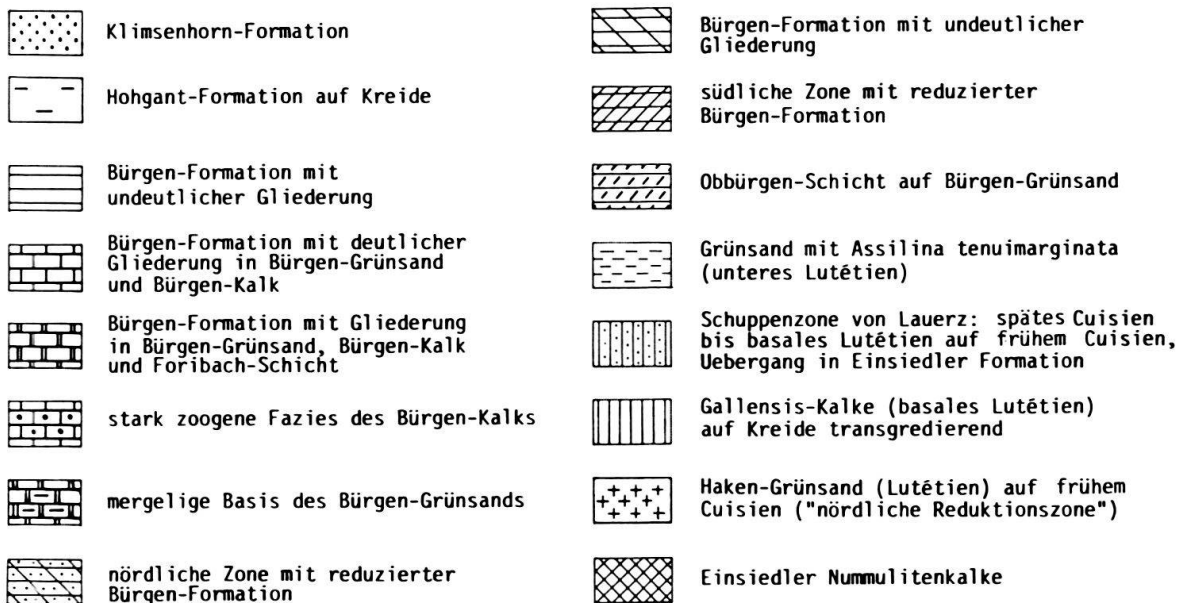 Klimsenhorn-Formation
Hohgant-Formation auf Kreide
Bürgen-Formation mit
undeutlicher Gliederung
Bürgen-Formation mit deutlicher
Gliederung in Bürgen-Grünsand
und Bürgen-Kalk
Bürgen-Formation mit Gliederung
in Bürgen-Grünsand, Bürgen-Kalk
und Foribach-Schicht
stark zoogene Fazies des Bürgen-Kalks
mergelige Basis des Bürgen-Grünsands
nördliche Zone mit reduzierter
Bürgen-Formation
Bürgen-Formation mit undeutlicher
Gliederung
südliche Zone mit reduzierter
Bürgen-Formation
Obbürgen-Schicht auf Bürgen-Grünsand
Grünsand mit Assilina tenuimarginata
(unteres Lutétien)
Schuppenzone von Lauerz: spätes Cuisien
bis basales Lutétien auf frühem Cuisien,
Uebergang in Einsiedler Formation
Gallensis-Kalke (basales Lutétien)
auf Kreide transgredierend
Haken-Grünsand (Lutétien) auf frühem
Cuisien ("nördliche Reduktionszone")
Einsiedler Nummulitenkalke